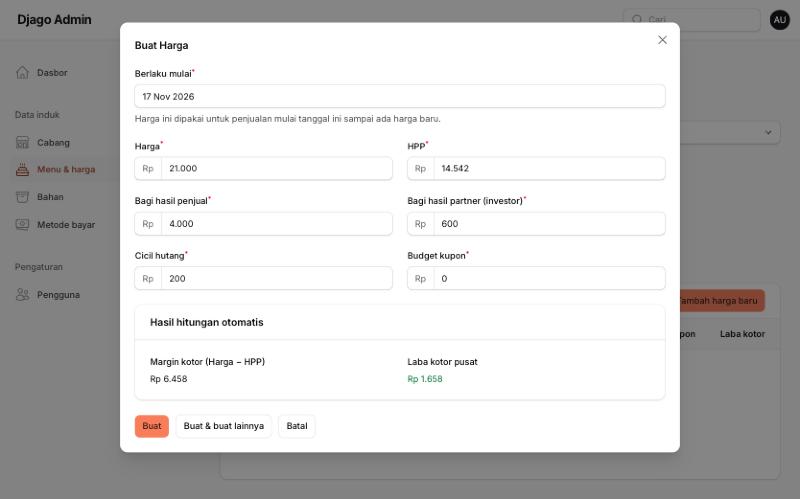 Djago Admin
Cari
AU
Dasbor
Data induk
Cabang
Menu & harga
Bahan
Metode bayar
Pengaturan
Pengguna
Buat Harga
Berlaku mulai*
17 Nov 2026
Harga ini dipakai untuk penjualan mulai tanggal ini sampai ada harga baru.
Harga* HPP*
Rp 21.000 Rp 14.542
Bagi hasil penjual* Bagi hasil partner (investor)*
Rp 4.000 Rp 600
Cicil hutang* Budget kupon*
Rp 200 Rp 0
Hasil hitungan otomatis
Margin kotor (Harga − HPP) Laba kotor pusat
Rp 6.458 Rp 1.658
Buat Buat & buat lainnya Batal
ambah harga baru
pon Laba kotor